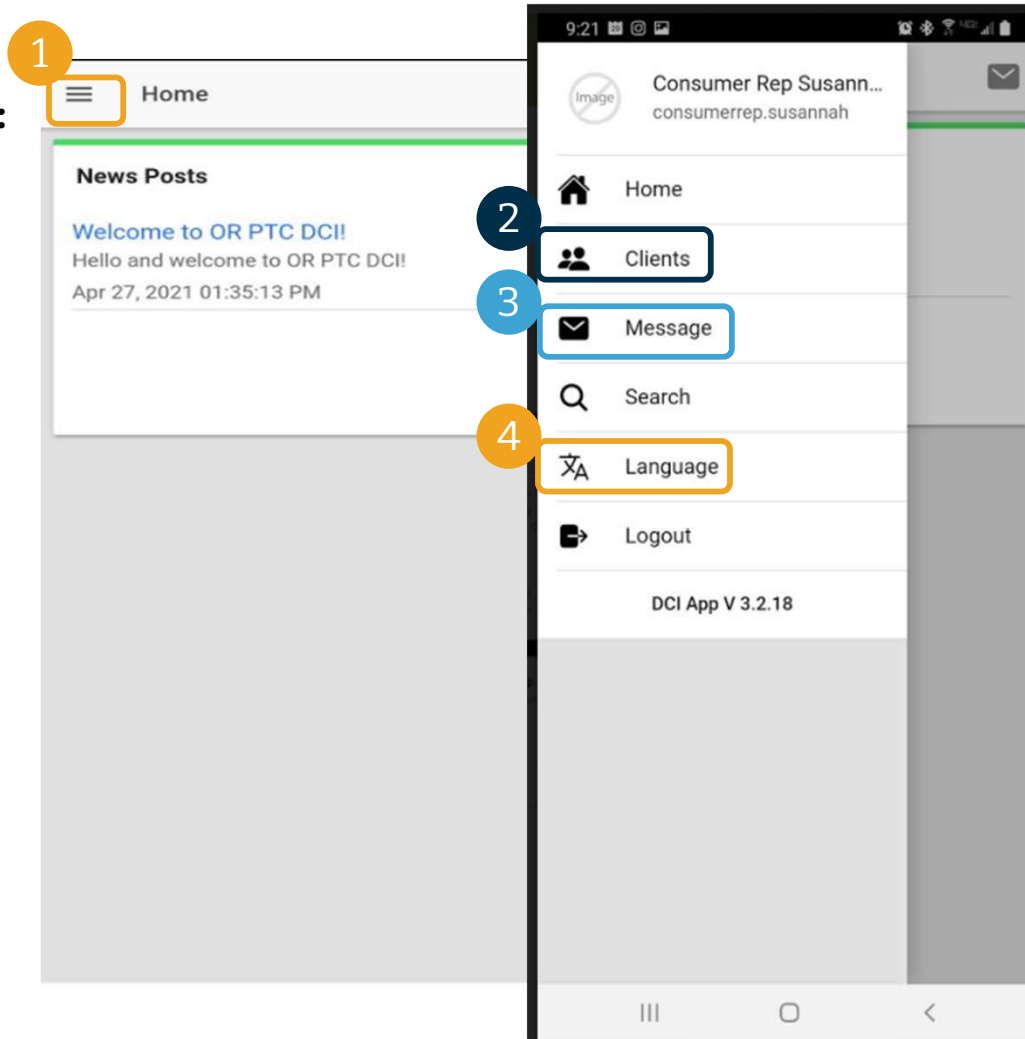 1
:
Home
News Posts
Welcome to OR PTC DCI!
Hello and welcome to OR PTC DCI!
Apr 27, 2021 01:35:13 PM
9:21
Image
Consumer Rep Susann...
consumerrep.susannah
Home
2
Clients
3
Message
Search
4
Language
Logout
DCI App V 3.2.18